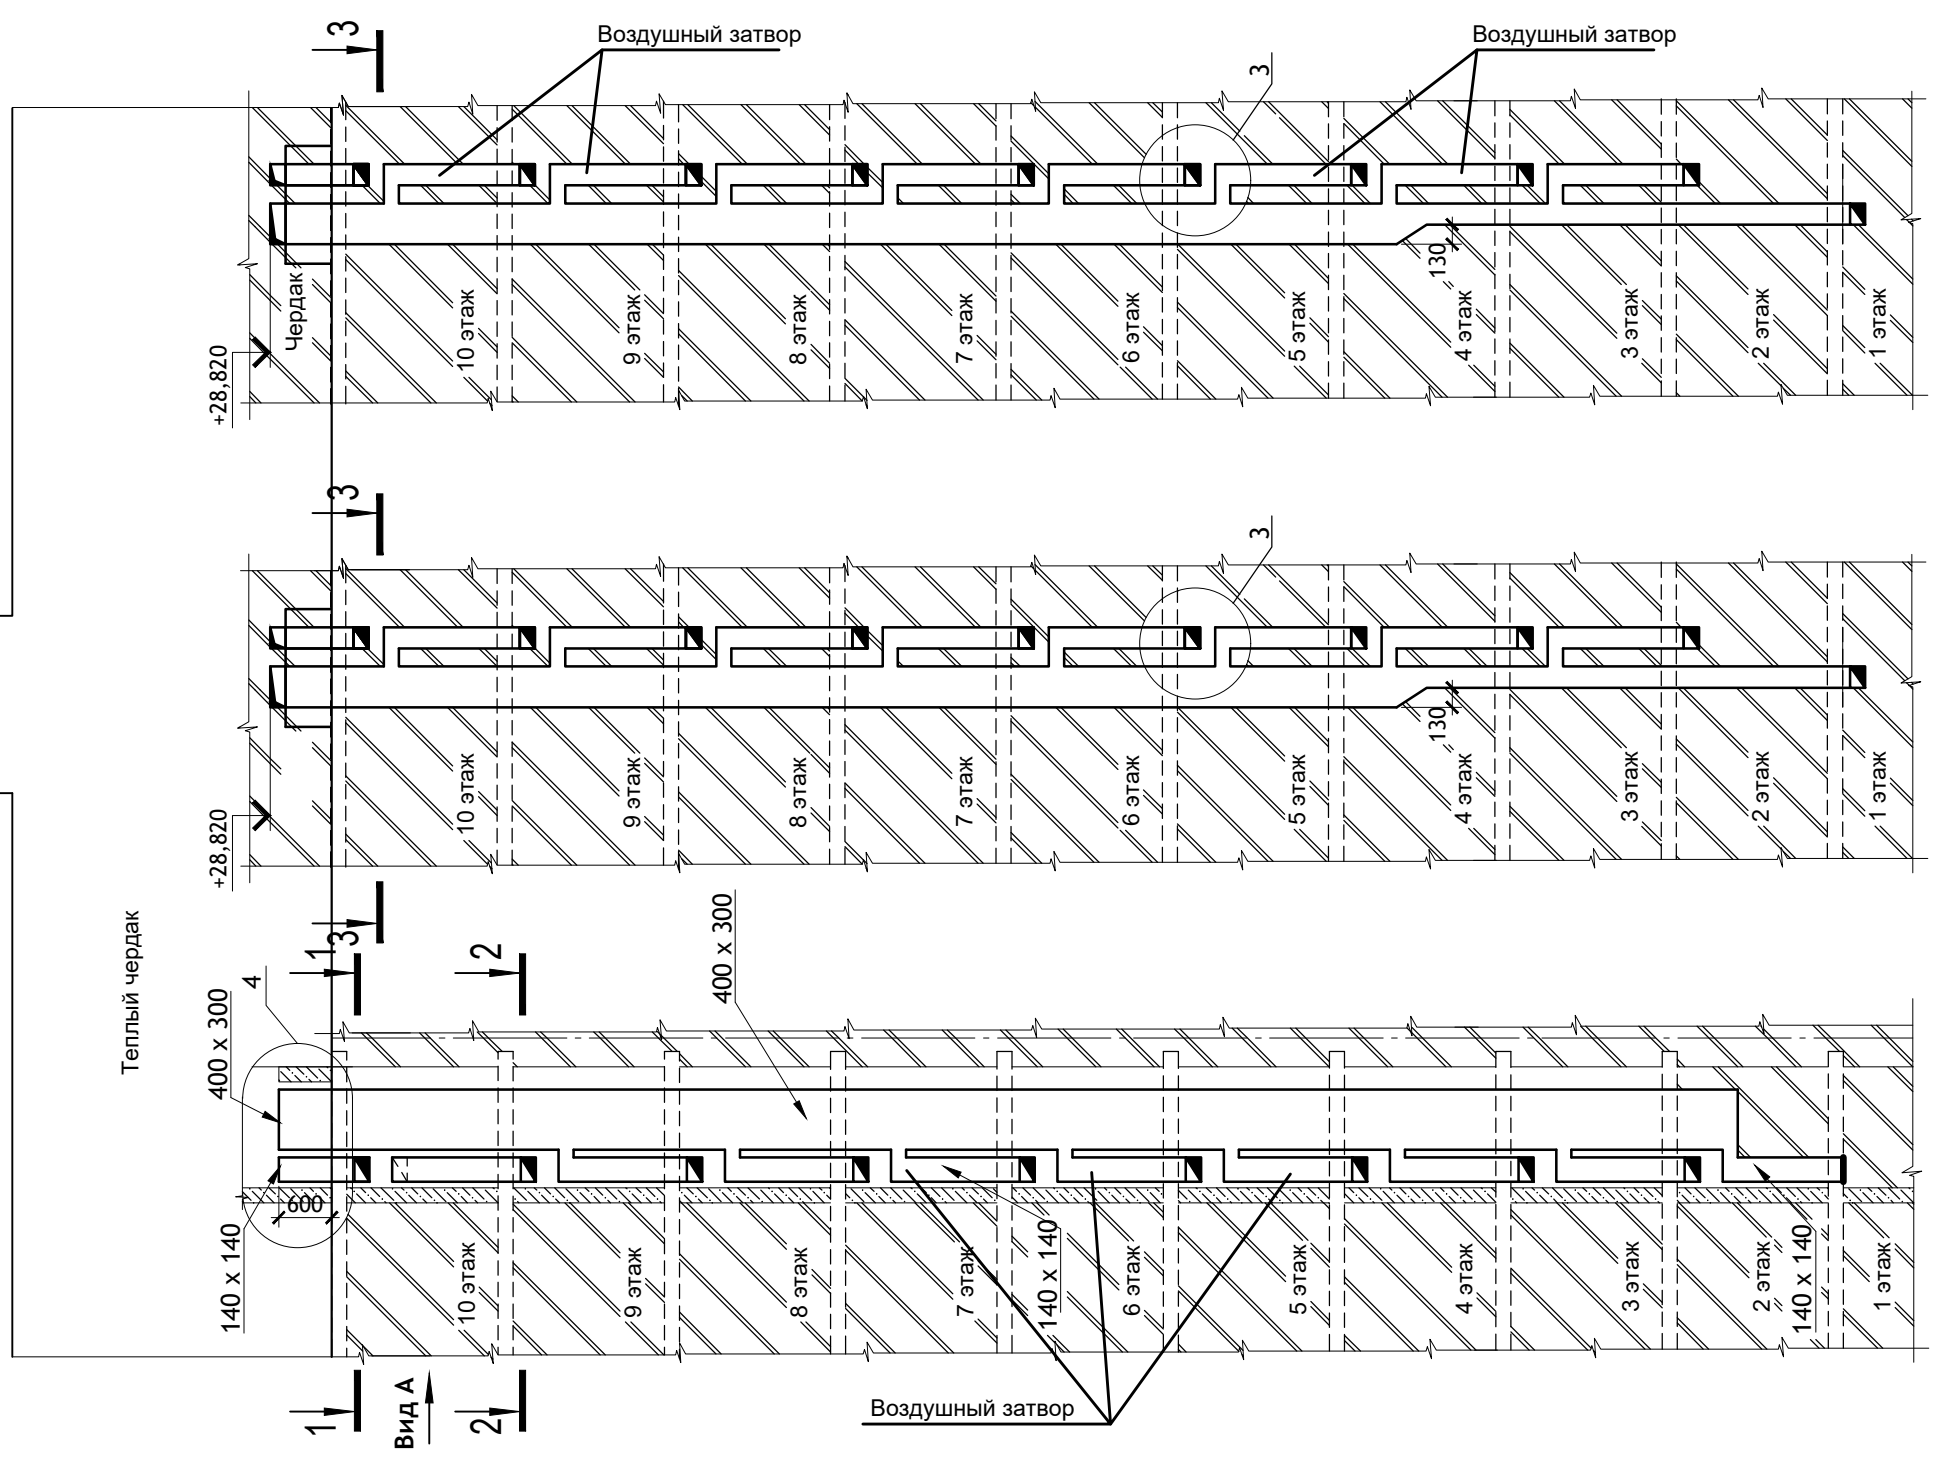 3
Воздушный затвор
Воздушный затвор
3
+28,820
Чердак
10 этаж
9 этаж
8 этаж
7 этаж
6 этаж
5 этаж
130
4 этаж
3 этаж
2 этаж
1 этаж
3
3
+28,820
10 этаж
9 этаж
8 этаж
7 этаж
6 этаж
5 этаж
130
4 этаж
3 этаж
2 этаж
1 этаж
Теплый чердак
400 х 300
4
1
3
2
400 х 300
600
140 х 140
10 этаж
9 этаж
8 этаж
7 этаж
140 х 140
6 этаж
5 этаж
4 этаж
3 этаж
2 этаж
140 х 140
1 этаж
1
Вид А
2
Воздушный затвор